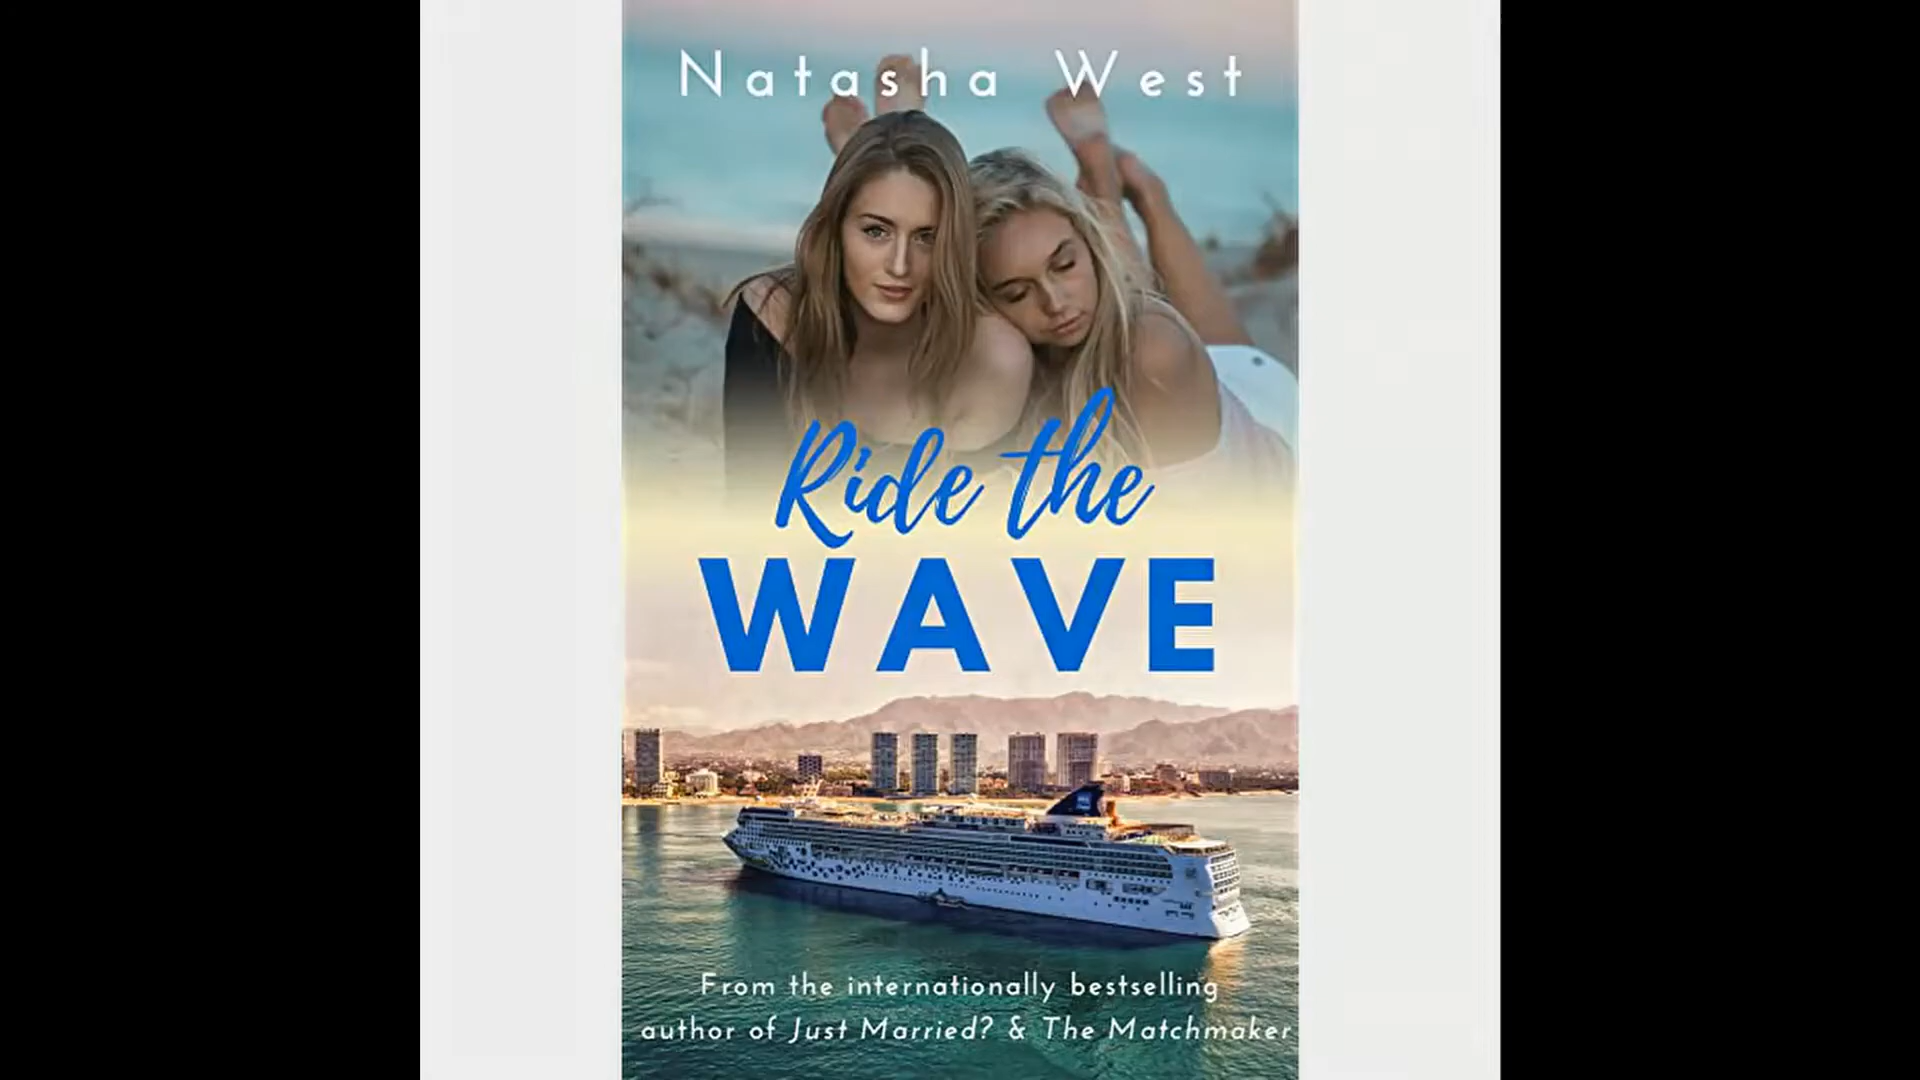 Natasha West
Ride the
WAVE
From the internationally bestselling
author of Just Married? & The Matchmaker